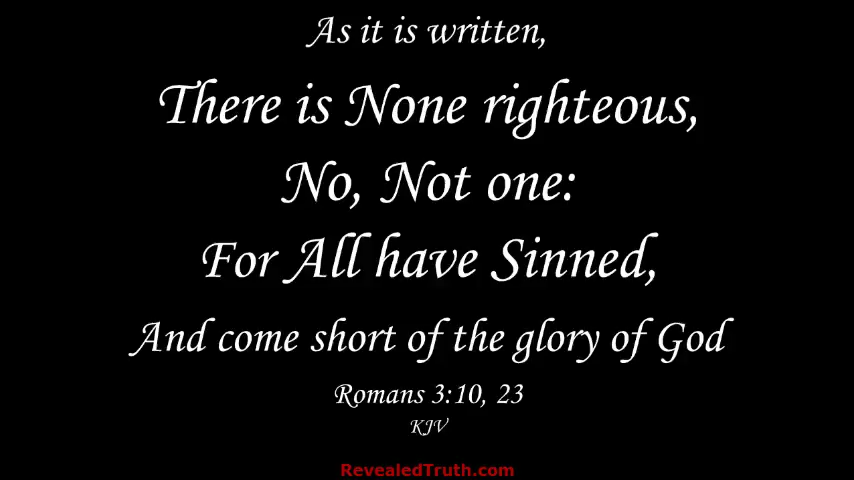 As it is written,
There is None righteous,
No, Not one:
For All have Sinned,
And come short of the glory of God
Romans 3:10, 23
KJV
RevealedTruth.com